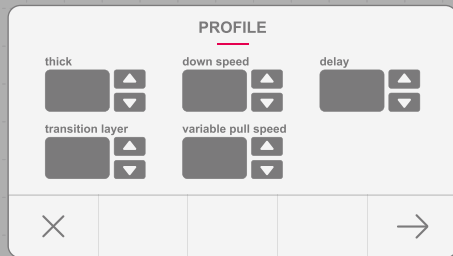 PROFILE
thick down speed delay
transition layer variable pull speed